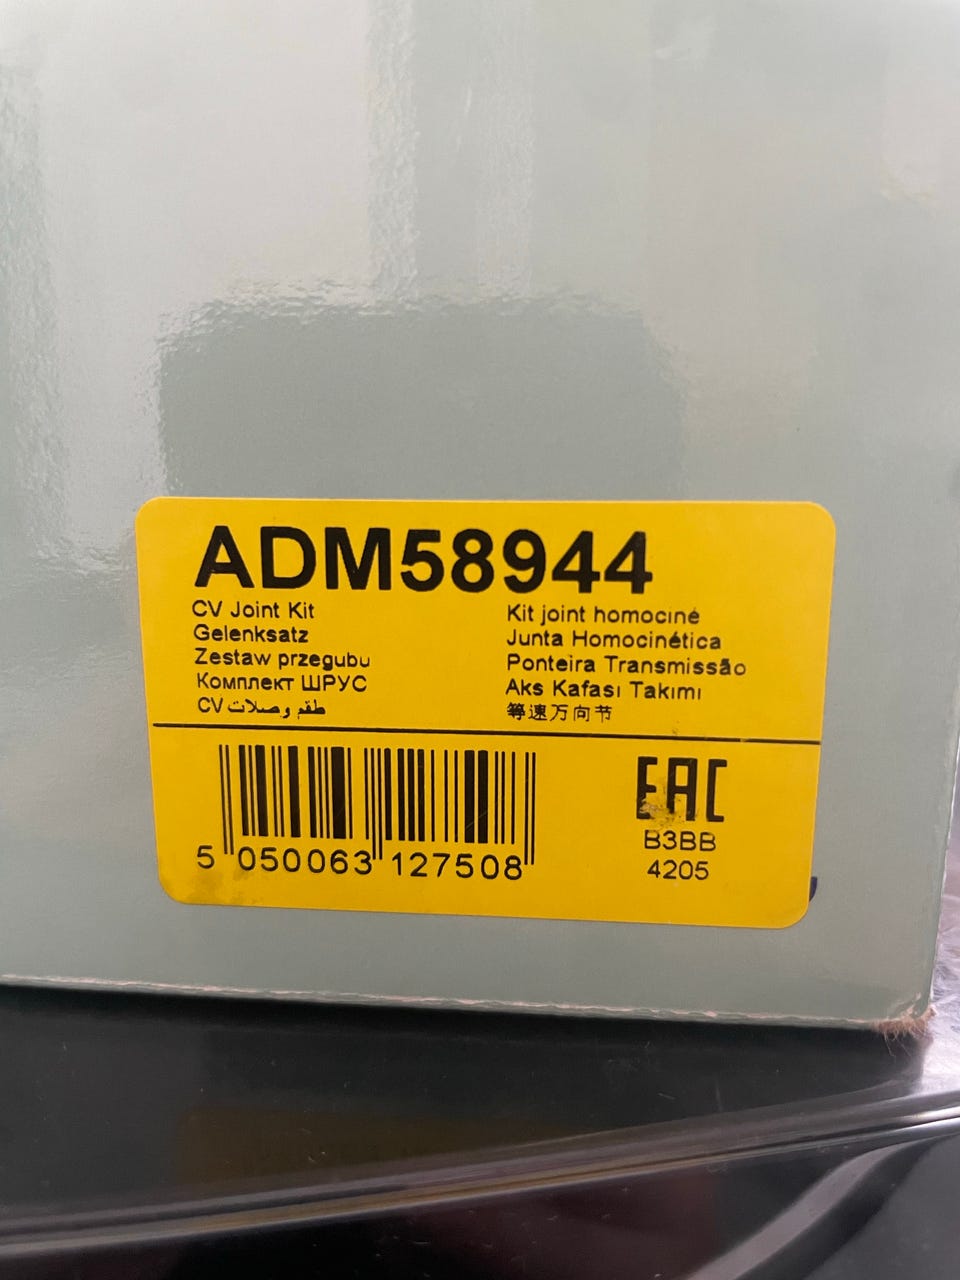 ADM58944
CV Joint Kit
Gelenksatz
Zestaw przegubu
Комплект ШРУС
طقم وصلات CV
Kit joint homociné
Junta Homocinética
Ponteira Transmissão
Aks Kafası Takımı
等速万向节
5 050063 127508
EAC
B3BB
4205